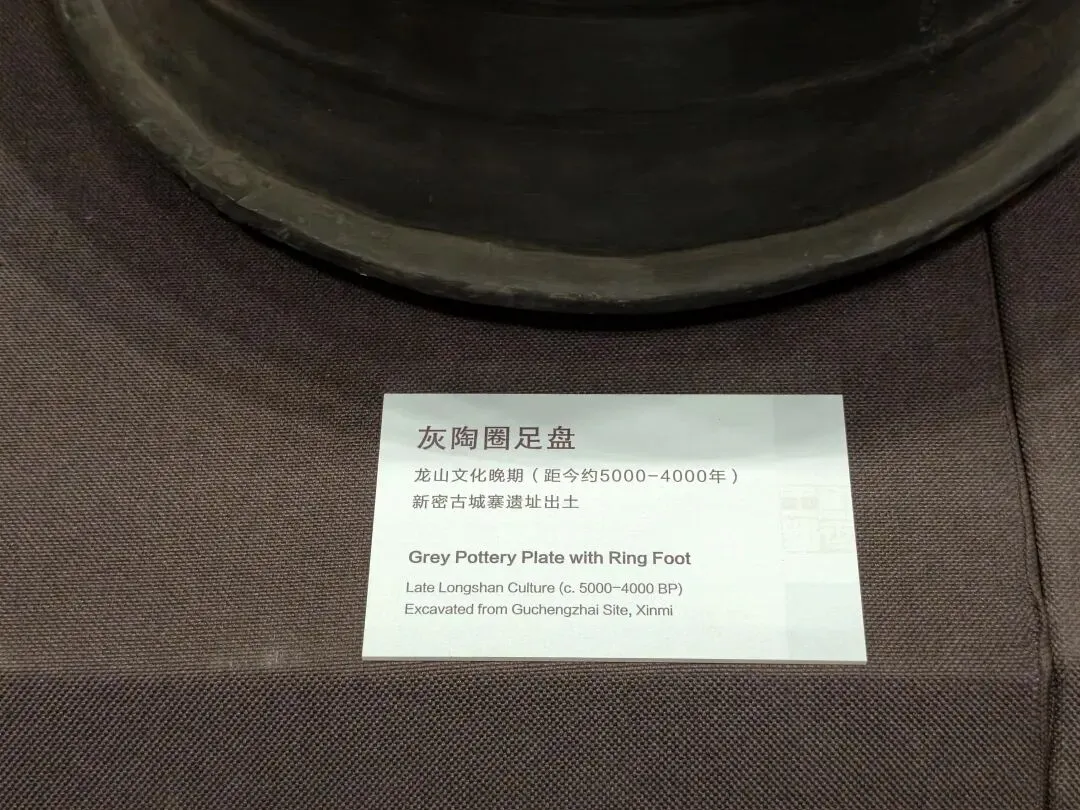 灰陶圈足盘
龙山文化晚期（距今约5000-4000年）
新密古城寨遗址出土
Grey Pottery Plate with Ring Foot
Late Longshan Culture (c. 5000-4000 BP)
Excavated from Guchengzhai Site, Xinmi